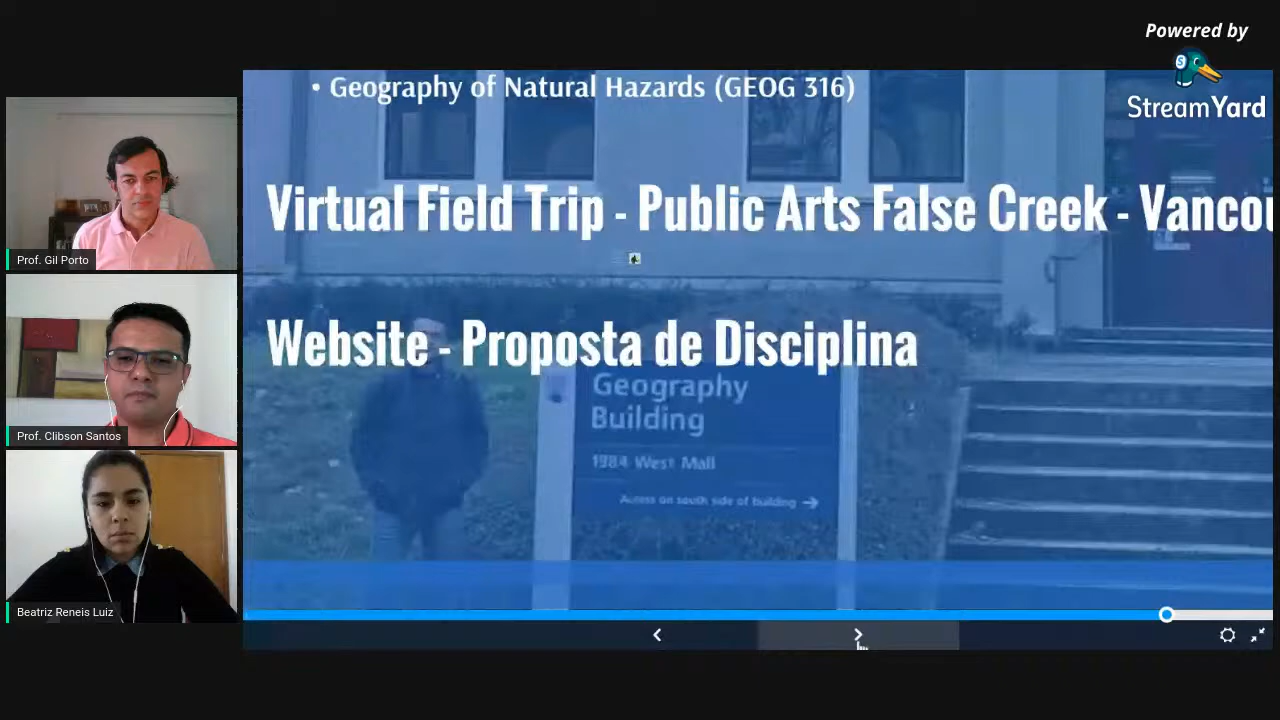 Powered by
StreamYard
• Geography of Natural Hazards (GEOG 316)
Virtual Field Trip - Public Arts False Creek - Vancou
Website - Proposta de Disciplina
Geography
Building
1984 West Mall
Access on south side of building
Prof. Gil Porto
Prof. Clibson Santos
Beatriz Reneis Luiz